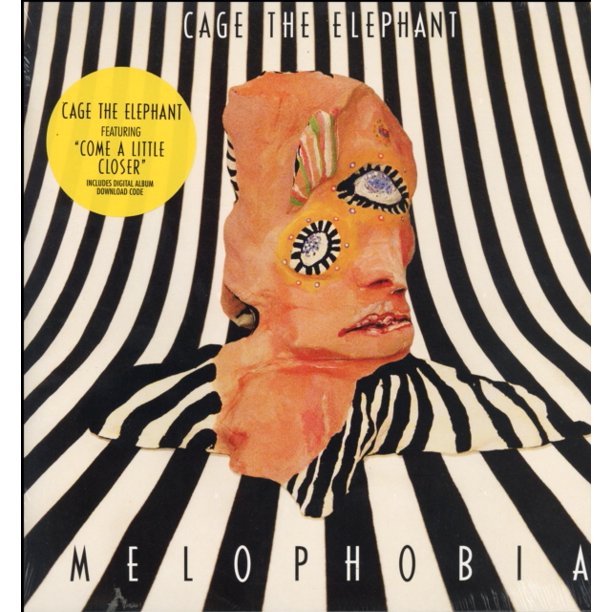 CAGE THE ELEPHANT
CAGE THE ELEPHANT
FEATURING
"COME A LITTLE
CLOSER"
INCLUDES DIGITAL ALBUM
DOWNLOAD CODE
MELOPHOBIA